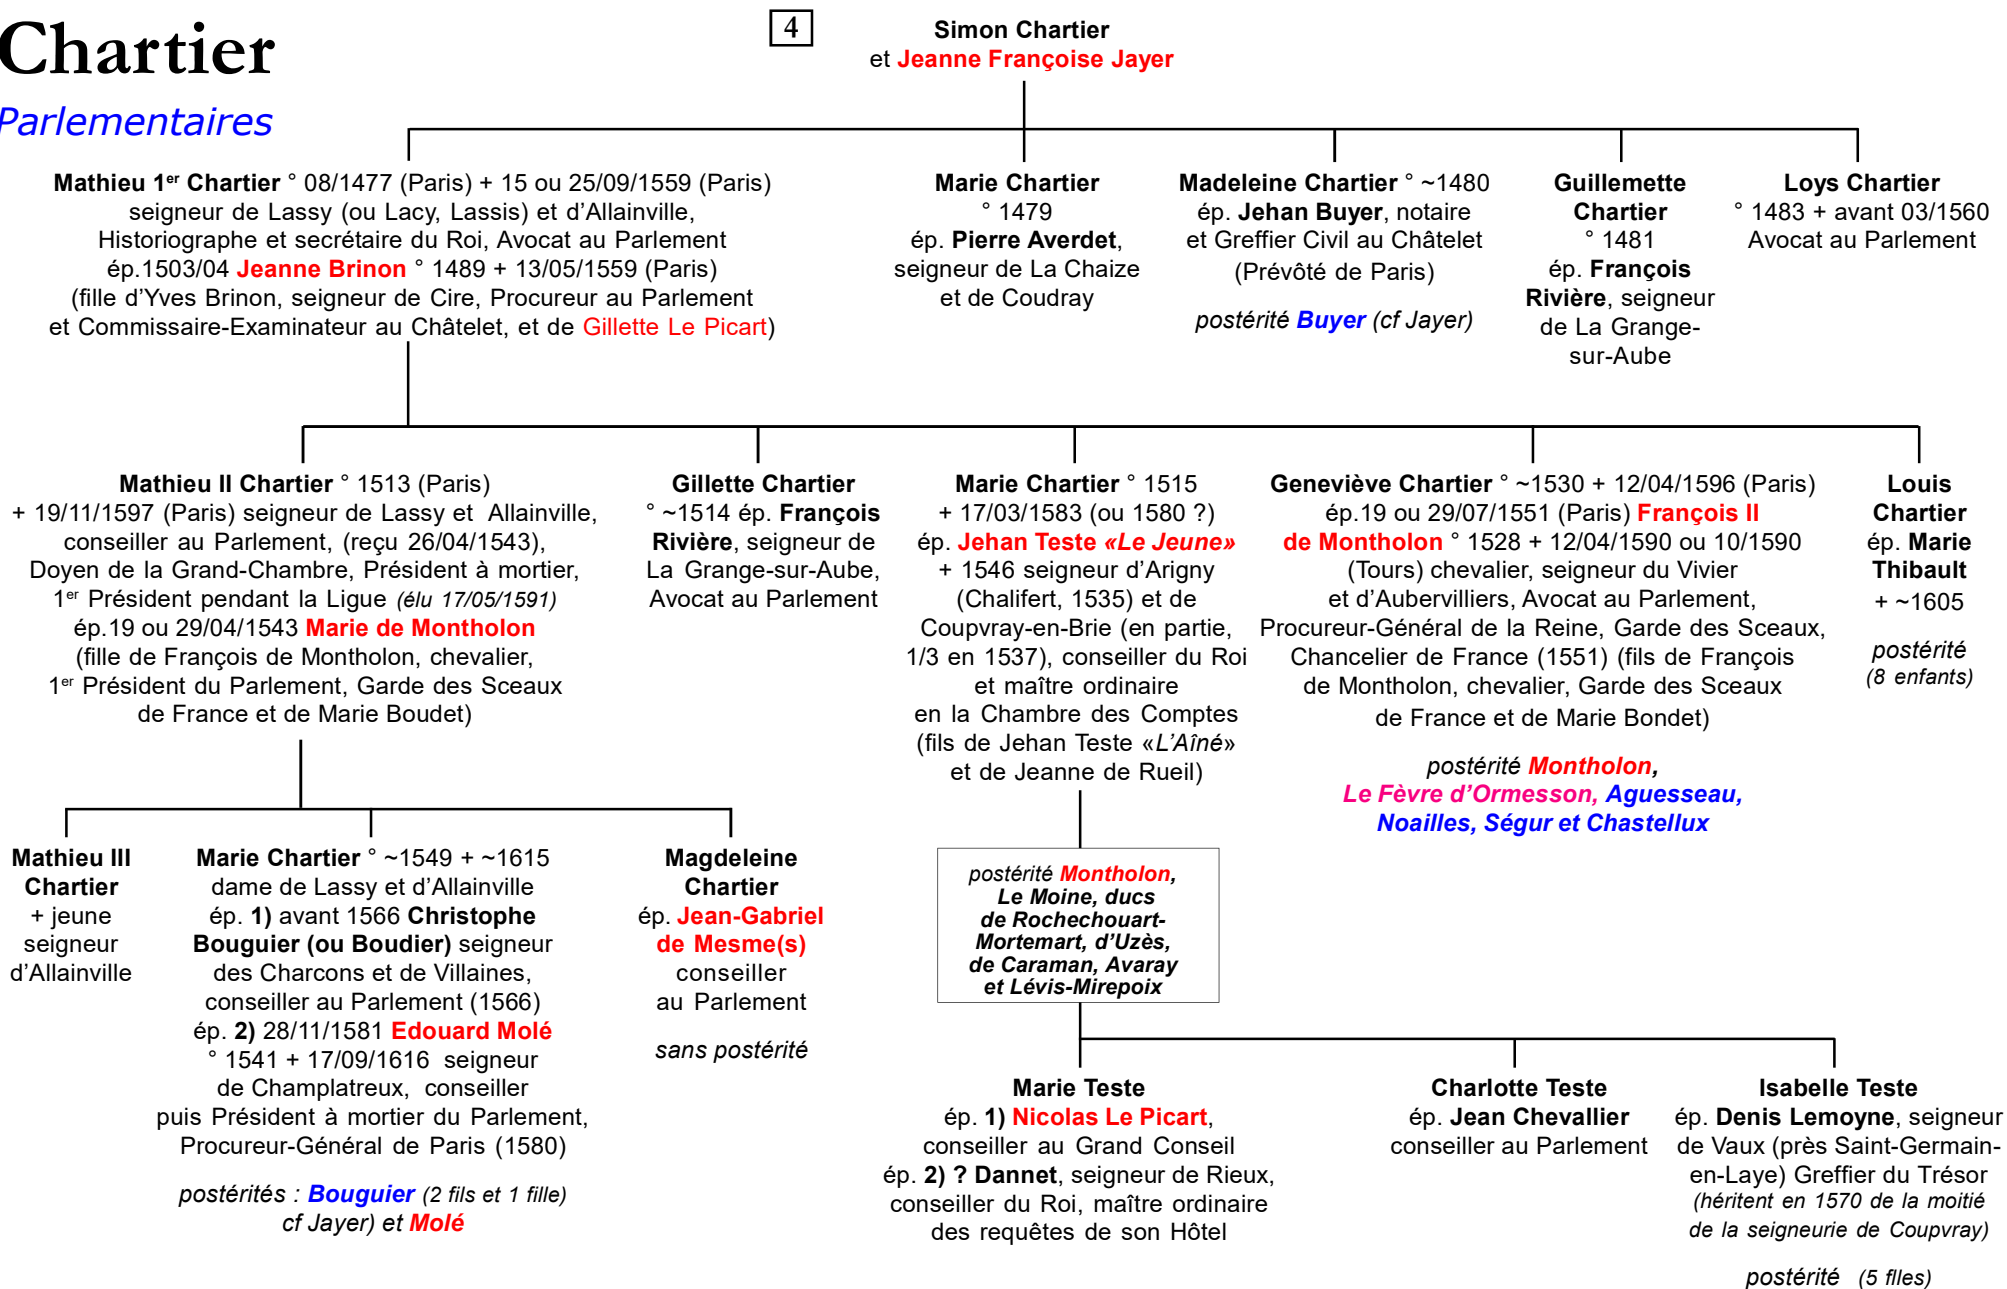 Chartier
Parlementaires
4
Simon Chartier
et Jeanne Françoise Jayer
Mathieu 1er Chartier ° 08/1477 (Paris) + 15 ou 25/09/1559 (Paris)
seigneur de Lassy (ou Lacy, Lassis) et d’Allainville,
Historiographe et secrétaire du Roi, Avocat au Parlement
ép.1503/04 Jeanne Brinon ° 1489 + 13/05/1559 (Paris)
(fille d’Yves Brinon, seigneur de Cire, Procureur au Parlement
et Commissaire-Examinateur au Châtelet, et de Gillette Le Picart)
Marie Chartier
° 1479
ép. Pierre Averdet,
seigneur de La Chaize
et de Coudray
Madeleine Chartier ° ~1480
ép. Jehan Buyer, notaire
et Greffier Civil au Châtelet
(Prévôté de Paris)
postérité Buyer (cf Jayer)
Guillemette
Chartier
° 1481
ép. François
Rivière, seigneur
de La Grange-
sur-Aube
Loys Chartier
° 1483 + avant 03/1560
Avocat au Parlement
Mathieu II Chartier ° 1513 (Paris)
+ 19/11/1597 (Paris) seigneur de Lassy et Allainville,
conseiller au Parlement, (reçu 26/04/1543),
Doyen de la Grand-Chambre, Président à mortier,
1er Président pendant la Ligue (élu 17/05/1591)
ép.19 ou 29/04/1543 Marie de Montholon
(fille de François de Montholon, chevalier,
1er Président du Parlement, Garde des Sceaux
de France et de Marie Boudet)
Gillette Chartier
° ~1514 ép. François
Rivière, seigneur de
La Grange-sur-Aube,
Avocat au Parlement
Marie Chartier ° 1515
+ 17/03/1583 (ou 1580 ?)
ép. Jehan Teste «Le Jeune»
+ 1546 seigneur d’Arigny
(Chalifert, 1535) et de
Coupvray-en-Brie (en partie,
1/3 en 1537), conseiller du Roi
et maître ordinaire
en la Chambre des Comptes
(fils de Jehan Teste «L’Aîné»
et de Jeanne de Rueil)
Geneviève Chartier ° ~1530 + 12/04/1596 (Paris)
ép.19 ou 29/07/1551 (Paris) François II
de Montholon ° 1528 + 12/04/1590 ou 10/1590
(Tours) chevalier, seigneur du Vivier
et d’Aubervilliers, Avocat au Parlement,
Procureur-Général de la Reine, Garde des Sceaux,
Chancelier de France (1551) (fils de François
de Montholon, chevalier, Garde des Sceaux
de France et de Marie Bondet)
postérité Montholon,
Le Fèvre d’Ormesson, Aguesseau,
Noailles, Ségur et Chastellux
Louis
Chartier
ép. Marie
Thibault
+ ~1605
postérité
(8 enfants)
Mathieu III
Chartier
+ jeune
seigneur
d’Allainville
Marie Chartier ° ~1549 + ~1615
dame de Lassy et d’Allainville
ép. 1) avant 1566 Christophe
Bouguier (ou Boudier) seigneur
des Charcons et de Villaines,
conseiller au Parlement (1566)
ép. 2) 28/11/1581 Edouard Molé
° 1541 + 17/09/1616 seigneur
de Champlatreux, conseiller
puis Président à mortier du Parlement,
Procureur-Général de Paris (1580)
postérités : Bouguier (2 fils et 1 fille)
cf Jayer) et Molé
Magdeleine
Chartier
ép. Jean-Gabriel
de Mesme(s)
conseiller
au Parlement
sans postérité
postérité Montholon,
Le Moine, ducs
de Rochechouart-
Mortemart, d’Uzès,
de Caraman, Avaray
et Lévis-Mirepoix
Marie Teste
ép. 1) Nicolas Le Picart,
conseiller au Grand Conseil
ép. 2) ? Dannet, seigneur de Rieux,
conseiller du Roi, maître ordinaire
des requêtes de son Hôtel
Charlotte Teste
ép. Jean Chevallier
conseiller au Parlement
Isabelle Teste
ép. Denis Lemoyne, seigneur
de Vaux (près Saint-Germain-
en-Laye) Greffier du Trésor
(héritent en 1570 de la moitié
de la seigneurie de Coupvray)
postérité (5 flles)